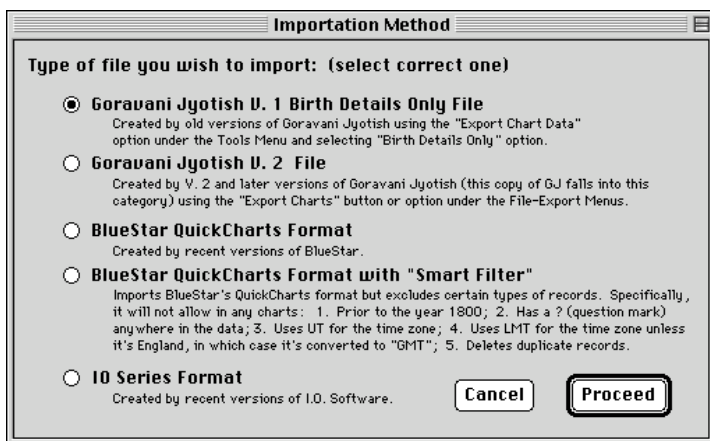 Importation Method
Type of file you wish to import: (select correct one)
Goravani Jyotish V. 1 Birth Details Only File
Created by old versions of Goravani Jyotish using the "Export Chart Data"
option under the Tools Menu and selecting "Birth Details Only" option.
Goravani Jyotish V. 2 File
Created by V. 2 and later versions of Goravani Jyotish (this copy of GJ falls into this
category) using the "Export Charts" button or option under the File-Export Menus.
BlueStar QuickCharts Format
Created by recent versions of BlueStar.
BlueStar QuickCharts Format with "Smart Filter"
Imports BlueStar's QuickCharts format but excludes certain types of records. Specifically,
it will not allow in any charts: 1. Prior to the year 1800; 2. Has a ? (question mark)
anywhere in the data; 3. Uses UT for the time zone; 4. Uses LMT for the time zone unless
it's England, in which case it's converted to "GMT"; 5. Deletes duplicate records.
IO Series Format
Created by recent versions of I.O. Software.
Cancel
Proceed